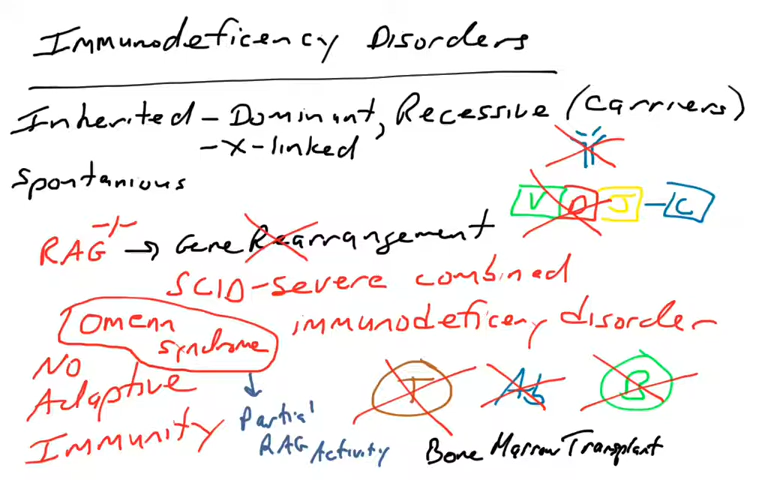 Immunodeficency Disorders
Inherited - Dominant, Recessive (Carriers)
- X-linked
Spontanious
V D J - C
RAG -/- → Gene Rearrangement
SCID - severe combined
immunodeficeny disorder
Omenn
syndrome
No
Adaptive
Immunity
Partial
RAG Activity
T Ab B
Bone Marrow Transplant